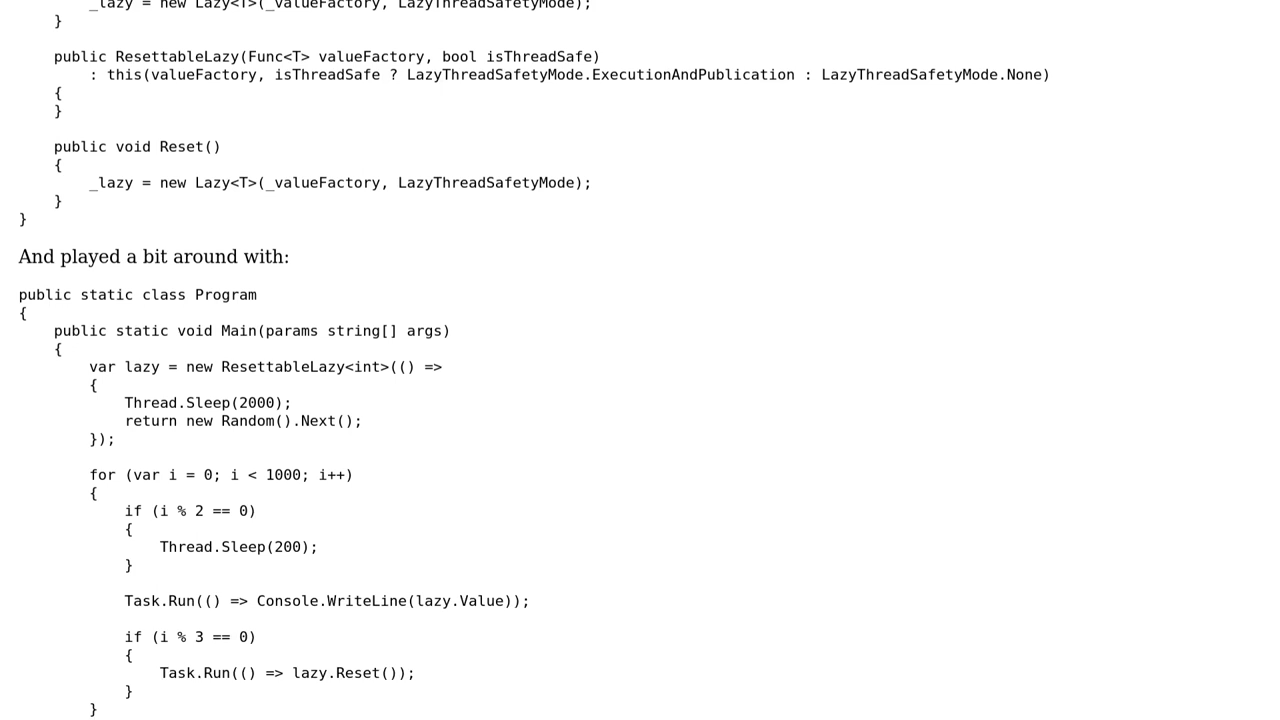 _lazy = new Lazy<T>(_valueFactory, LazyThreadSafetyMode);
}
public ResettableLazy(Func<T> valueFactory, bool isThreadSafe)
: this(valueFactory, isThreadSafe ? LazyThreadSafetyMode.ExecutionAndPublication : LazyThreadSafetyMode.None)
{
}
public void Reset()
{
_lazy = new Lazy<T>(_valueFactory, LazyThreadSafetyMode);
}
}
And played a bit around with:
public static class Program
{
public static void Main(params string[] args)
{
var lazy = new ResettableLazy<int>(() =>
{
Thread.Sleep(2000);
return new Random().Next();
});
for (var i = 0; i < 1000; i++)
{
if (i % 2 == 0)
{
Thread.Sleep(200);
}
Task.Run(() => Console.WriteLine(lazy.Value));
if (i % 3 == 0)
{
Task.Run(() => lazy.Reset());
}
}